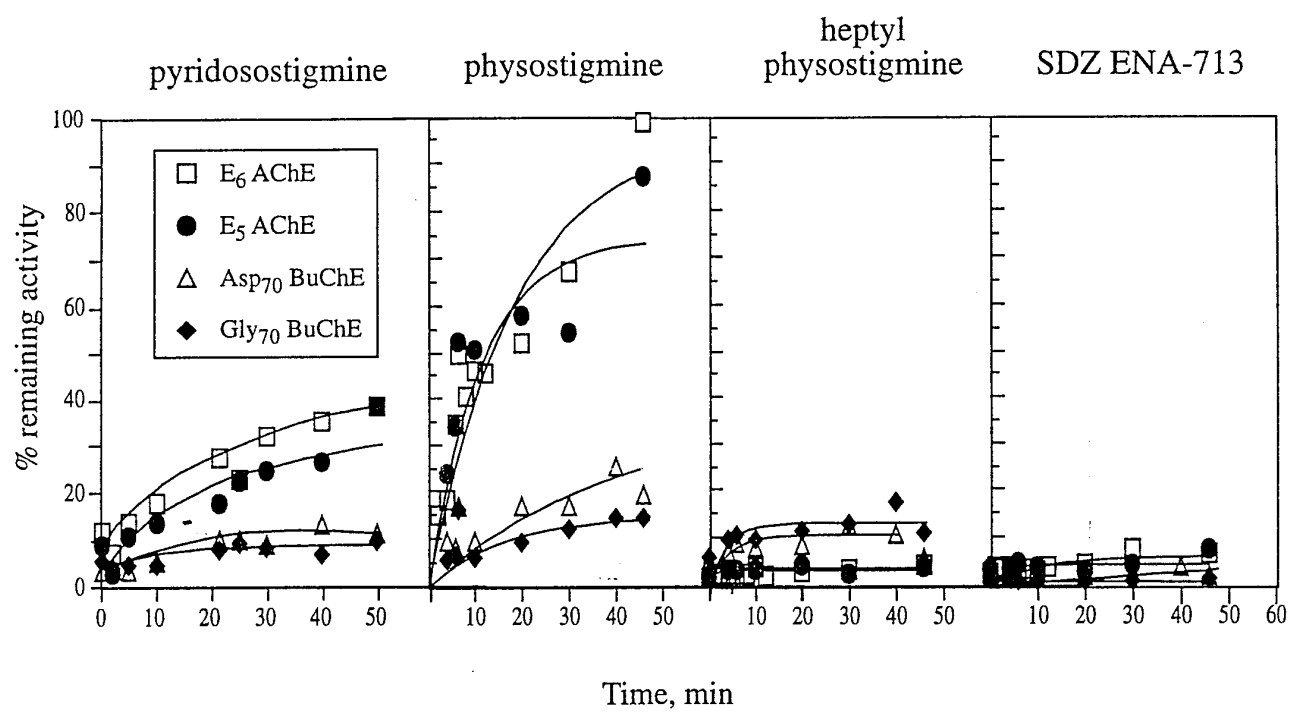 heptyl
pyridosostigmine physostigmine physostigmine SDZ ENA-713
100
80
60
40
20
0
% remaining activity
E6 AChE
E5 AChE
Asp70 BuChE
Gly70 BuChE
0 10 20 30 40 50 10 20 30 40 50 10 20 30 40 50 10 20 30 40 50 60
Time, min